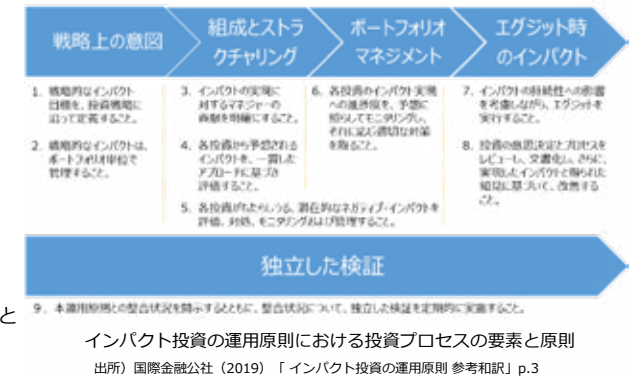 戦略上の意図
組成とストラ
クチャリング
ポートフォリオ
マネジメント
エグジット時
のインパクト
1. 戦略的なインパクト
目標を、投資戦略に
沿って定義すること。
2. 戦略的なインパクトは、
ポートフォリオ単位で
管理すること。
3. インパクトの実現に
対するマネジャーの
貢献を明確にすること。
4. 各投資から予想される
インパクトを、一貫した
アプローチに基づき
評価すること。
5. 各投資がもたらしうる、潜在的なネガティブ・インパクトを
評価、対処、モニタリングおよび管理すること。
6. 各投資のインパクト実現
への進捗度を、予想に
照らしてモニタリングし、
それに応じ適切な対策
を取ること。
7. インパクトの持続性への影響
を考慮しながら、エグジットを
実行すること。
8. 投資の意思決定とプロセスを
レビューし、文書化し、さらに、
実現したインパクトと得られた
知見に基づいて、改善する
こと。
独立した検証
と
9. 本運用原則との整合状況を開示するとともに、整合状況について、独立した検証を定期的に実施すること。
インパクト投資の運用原則における投資プロセスの要素と原則
出所）国際金融公社（2019）「 インパクト投資の運用原則 参考和訳」p.3